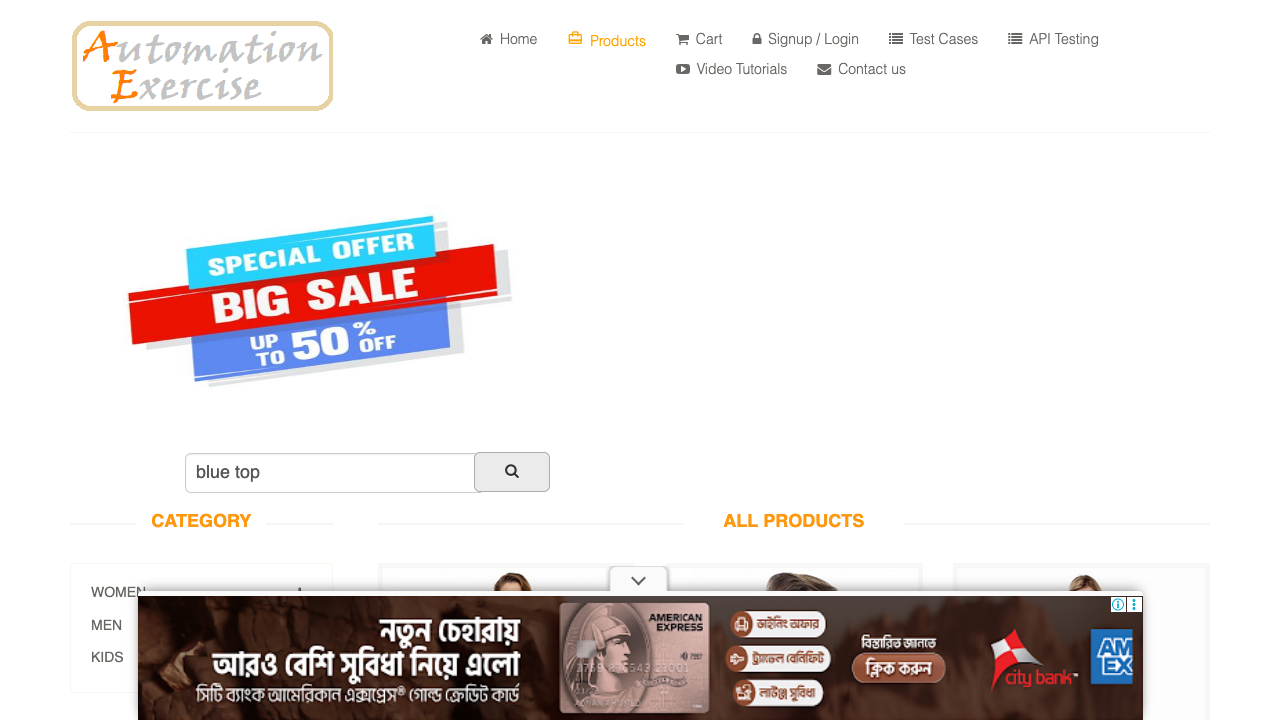 Automation
Exercise
Home
Products
Cart
Signup / Login
Test Cases
API Testing
Video Tutorials
Contact us
SPECIAL OFFER
BIG SALE
UP TO 50% OFF
blue top
CATEGORY
ALL PRODUCTS
WOMEN
MEN
KIDS
নতুন চেহারায়
আরও বেশি সুবিধা নিয়ে এলো
সিটি ব্যাংক আমেরিকান এক্সপ্রেস® গোল্ড ক্রেডিট কার্ড
AMERICAN
EXPRESS
ডাইনিং অফার
ট্র্যাভেল বেনিফিট
লাউঞ্জ সুবিধা
বিস্তারিত জানতে
ক্লিক করুন
city bank™
AM
EX